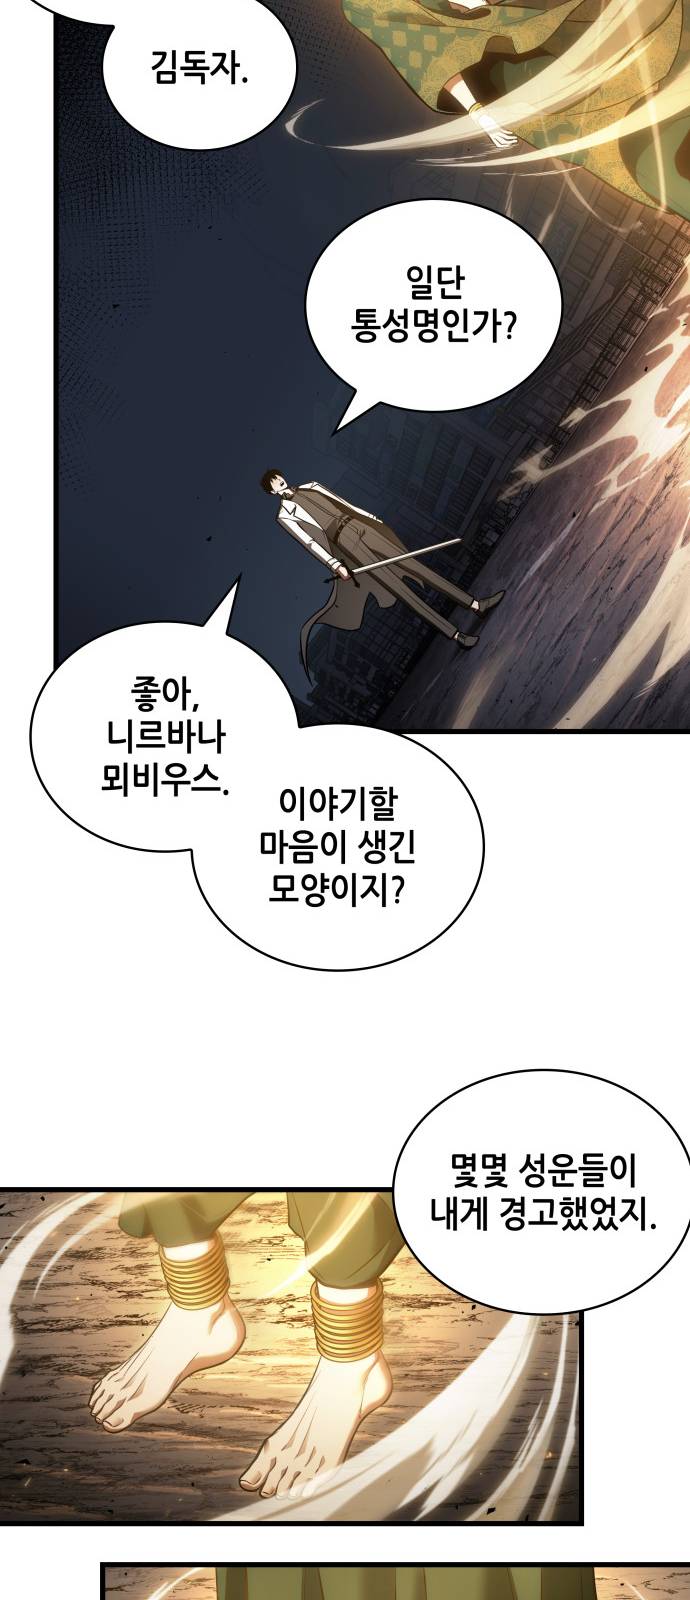 김독자.
일단
통성명인가?
좋아,
니르바나
뫼비우스.
이야기할
마음이 생긴
모양이지?
몇몇 성운들이
내게 경고했었지.